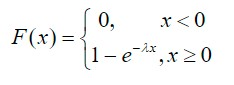 F(x) = { 0, x < 0
1 − e^{−λx}, x ≥ 0